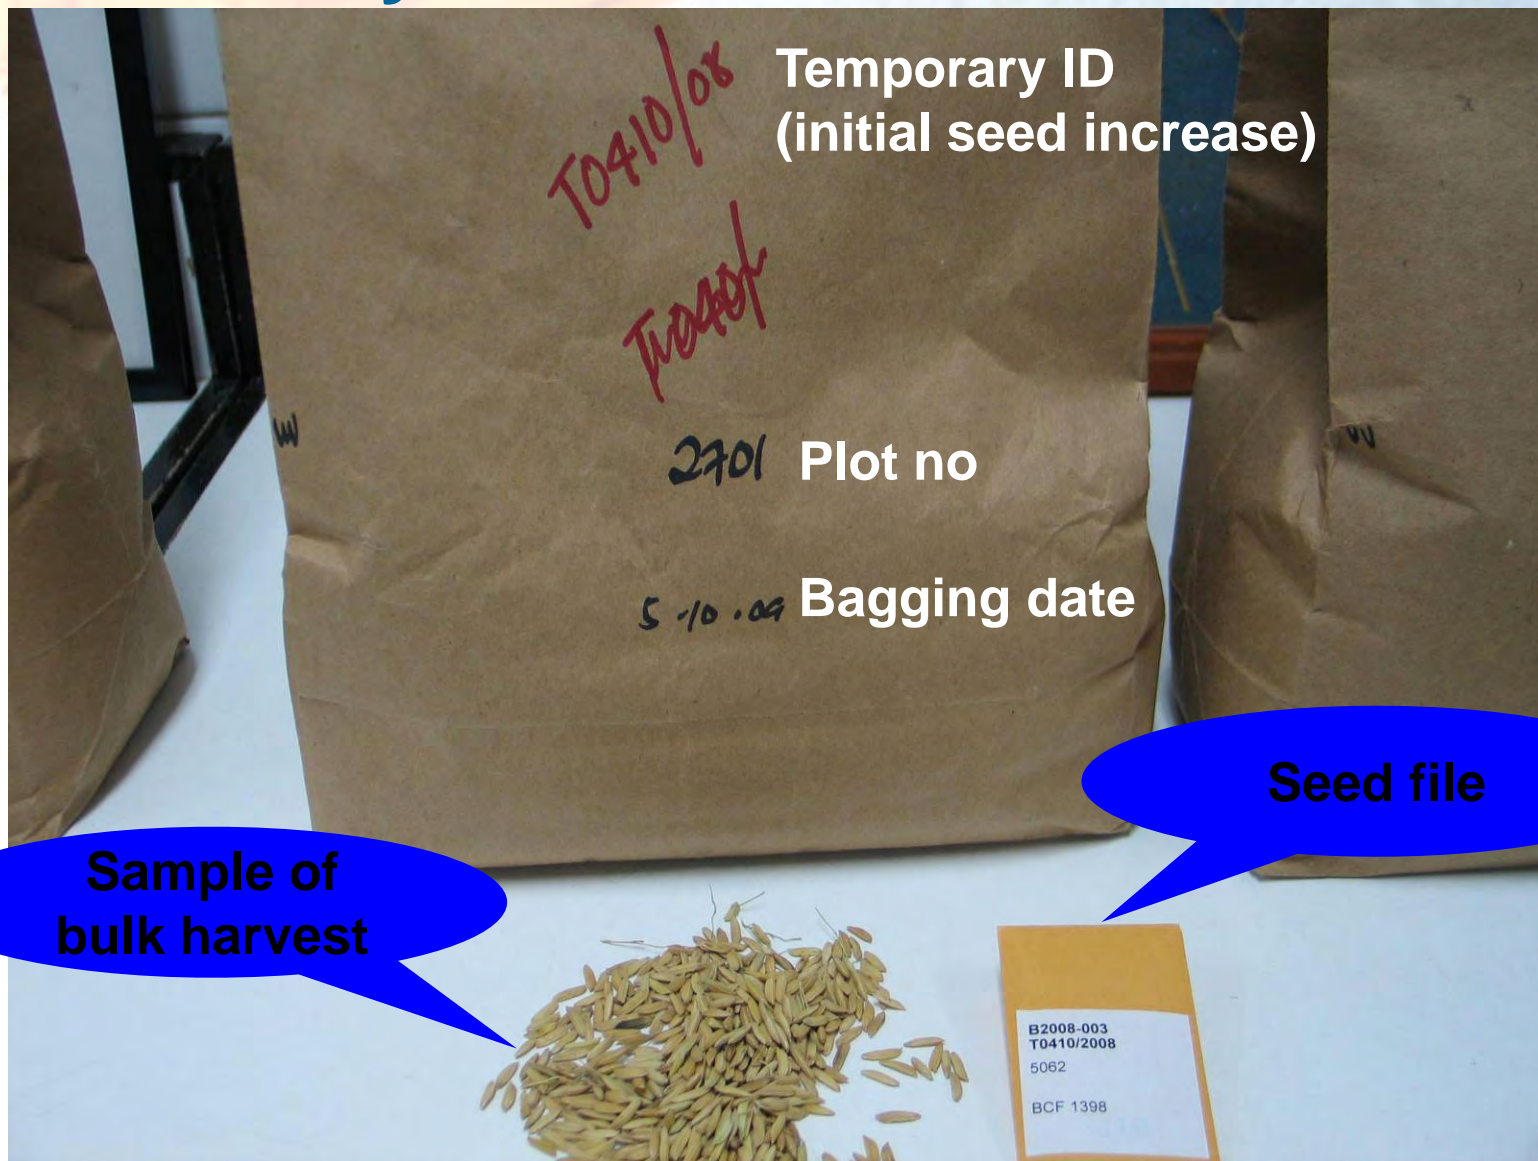 T0410/08
Temporary ID
(initial seed increase)
2701
Plot no
5-10-09
Bagging date
Seed file
Sample of
bulk harvest
B2008-003
T0410/2008
5062
BCF 1398